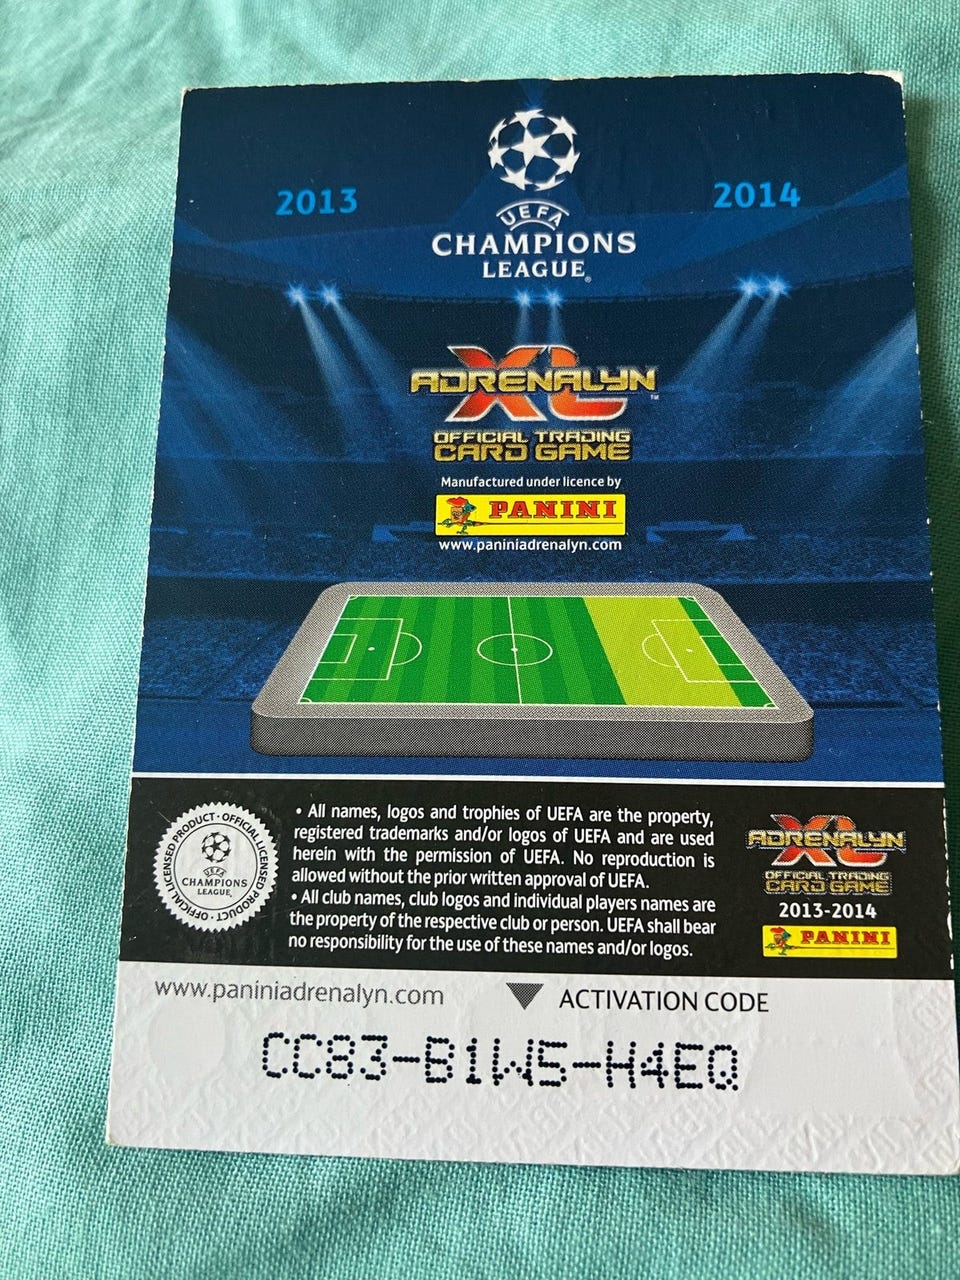 2013
2014
UEFA
CHAMPIONS
LEAGUE®
ADRENALYN
XL™
OFFICIAL TRADING
CARD GAME
Manufactured under licence by
PANINI
www.paniniadrenalyn.com
• All names, logos and trophies of UEFA are the property,
registered trademarks and/or logos of UEFA and are used
herein with the permission of UEFA. No reproduction is
allowed without the prior written approval of UEFA.
• All club names, club logos and individual players names are
the property of the respective club or person. UEFA shall bear
no responsibility for the use of these names and/or logos.
OFFICIAL LICENSED PRODUCT · OFFICIAL LICENSED PRODUCT ·
UEFA
CHAMPIONS
LEAGUE®
ADRENALYN
XL
OFFICIAL TRADING
CARD GAME
2013-2014
PANINI
www.paniniadrenalyn.com
ACTIVATION CODE
CC83-B1W5-H4EQ